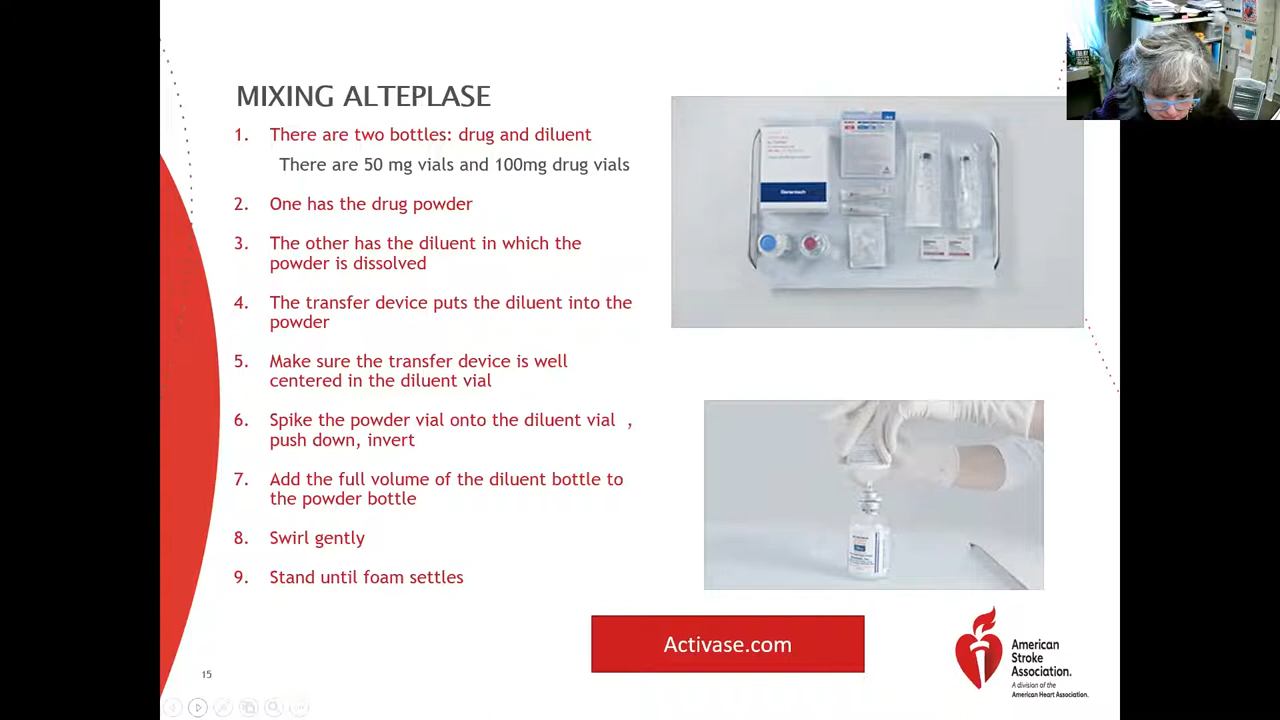 MIXING ALTEPLASE
1. There are two bottles: drug and diluent
There are 50 mg vials and 100mg drug vials
2. One has the drug powder
3. The other has the diluent in which the
powder is dissolved
4. The transfer device puts the diluent into the
powder
5. Make sure the transfer device is well
centered in the diluent vial
6. Spike the powder vial onto the diluent vial ,
push down, invert
7. Add the full volume of the diluent bottle to
the powder bottle
8. Swirl gently
9. Stand until foam settles
Genentech
Activase.com
American
Stroke
Association.
A division of the
American Heart Association.
15